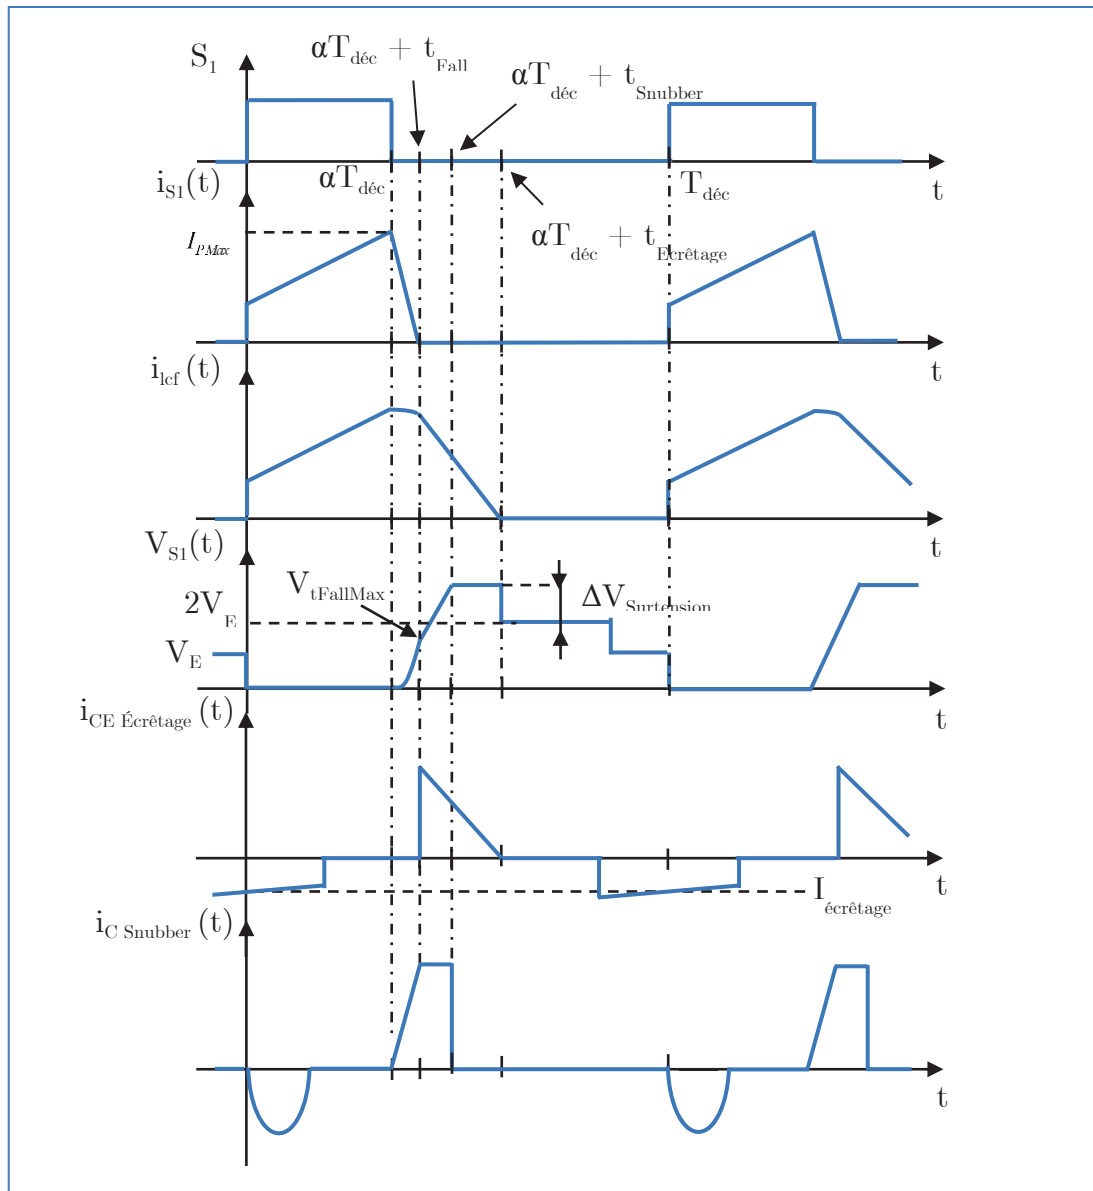 S1
αTdéc + tFall
αTdéc + tSnubber
iS1(t)
αTdéc
Tdéc
t
IPMax
αTdéc + tEcrêtage
ilcf (t)
t
VS1(t)
t
VtFallMax
2VE
ΔVSurtension
VE
iCE Écrêtage (t)
t
t
Iécrêtage
iC Snubber (t)
t